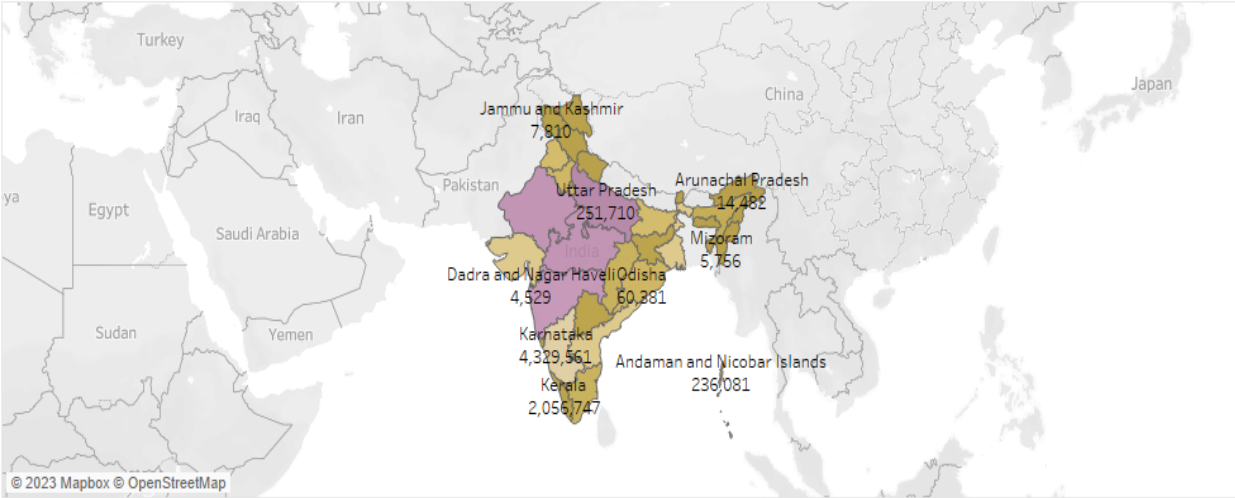 Turkey
Japan
China
Jammu and Kashmir
7,810
Iraq
Iran
Pakistan
Uttar Pradesh
251,710
Arunachal Pradesh
14,482
ya
Egypt
Saudi Arabia
Mizoram
5,756
India
Dadra and Nagar Haveli
4,529
Odisha
60,381
Sudan
Yemen
Karnataka
4,329,561
Andaman and Nicobar Islands
236,081
Kerala
2,056,747
© 2023 Mapbox © OpenStreetMap